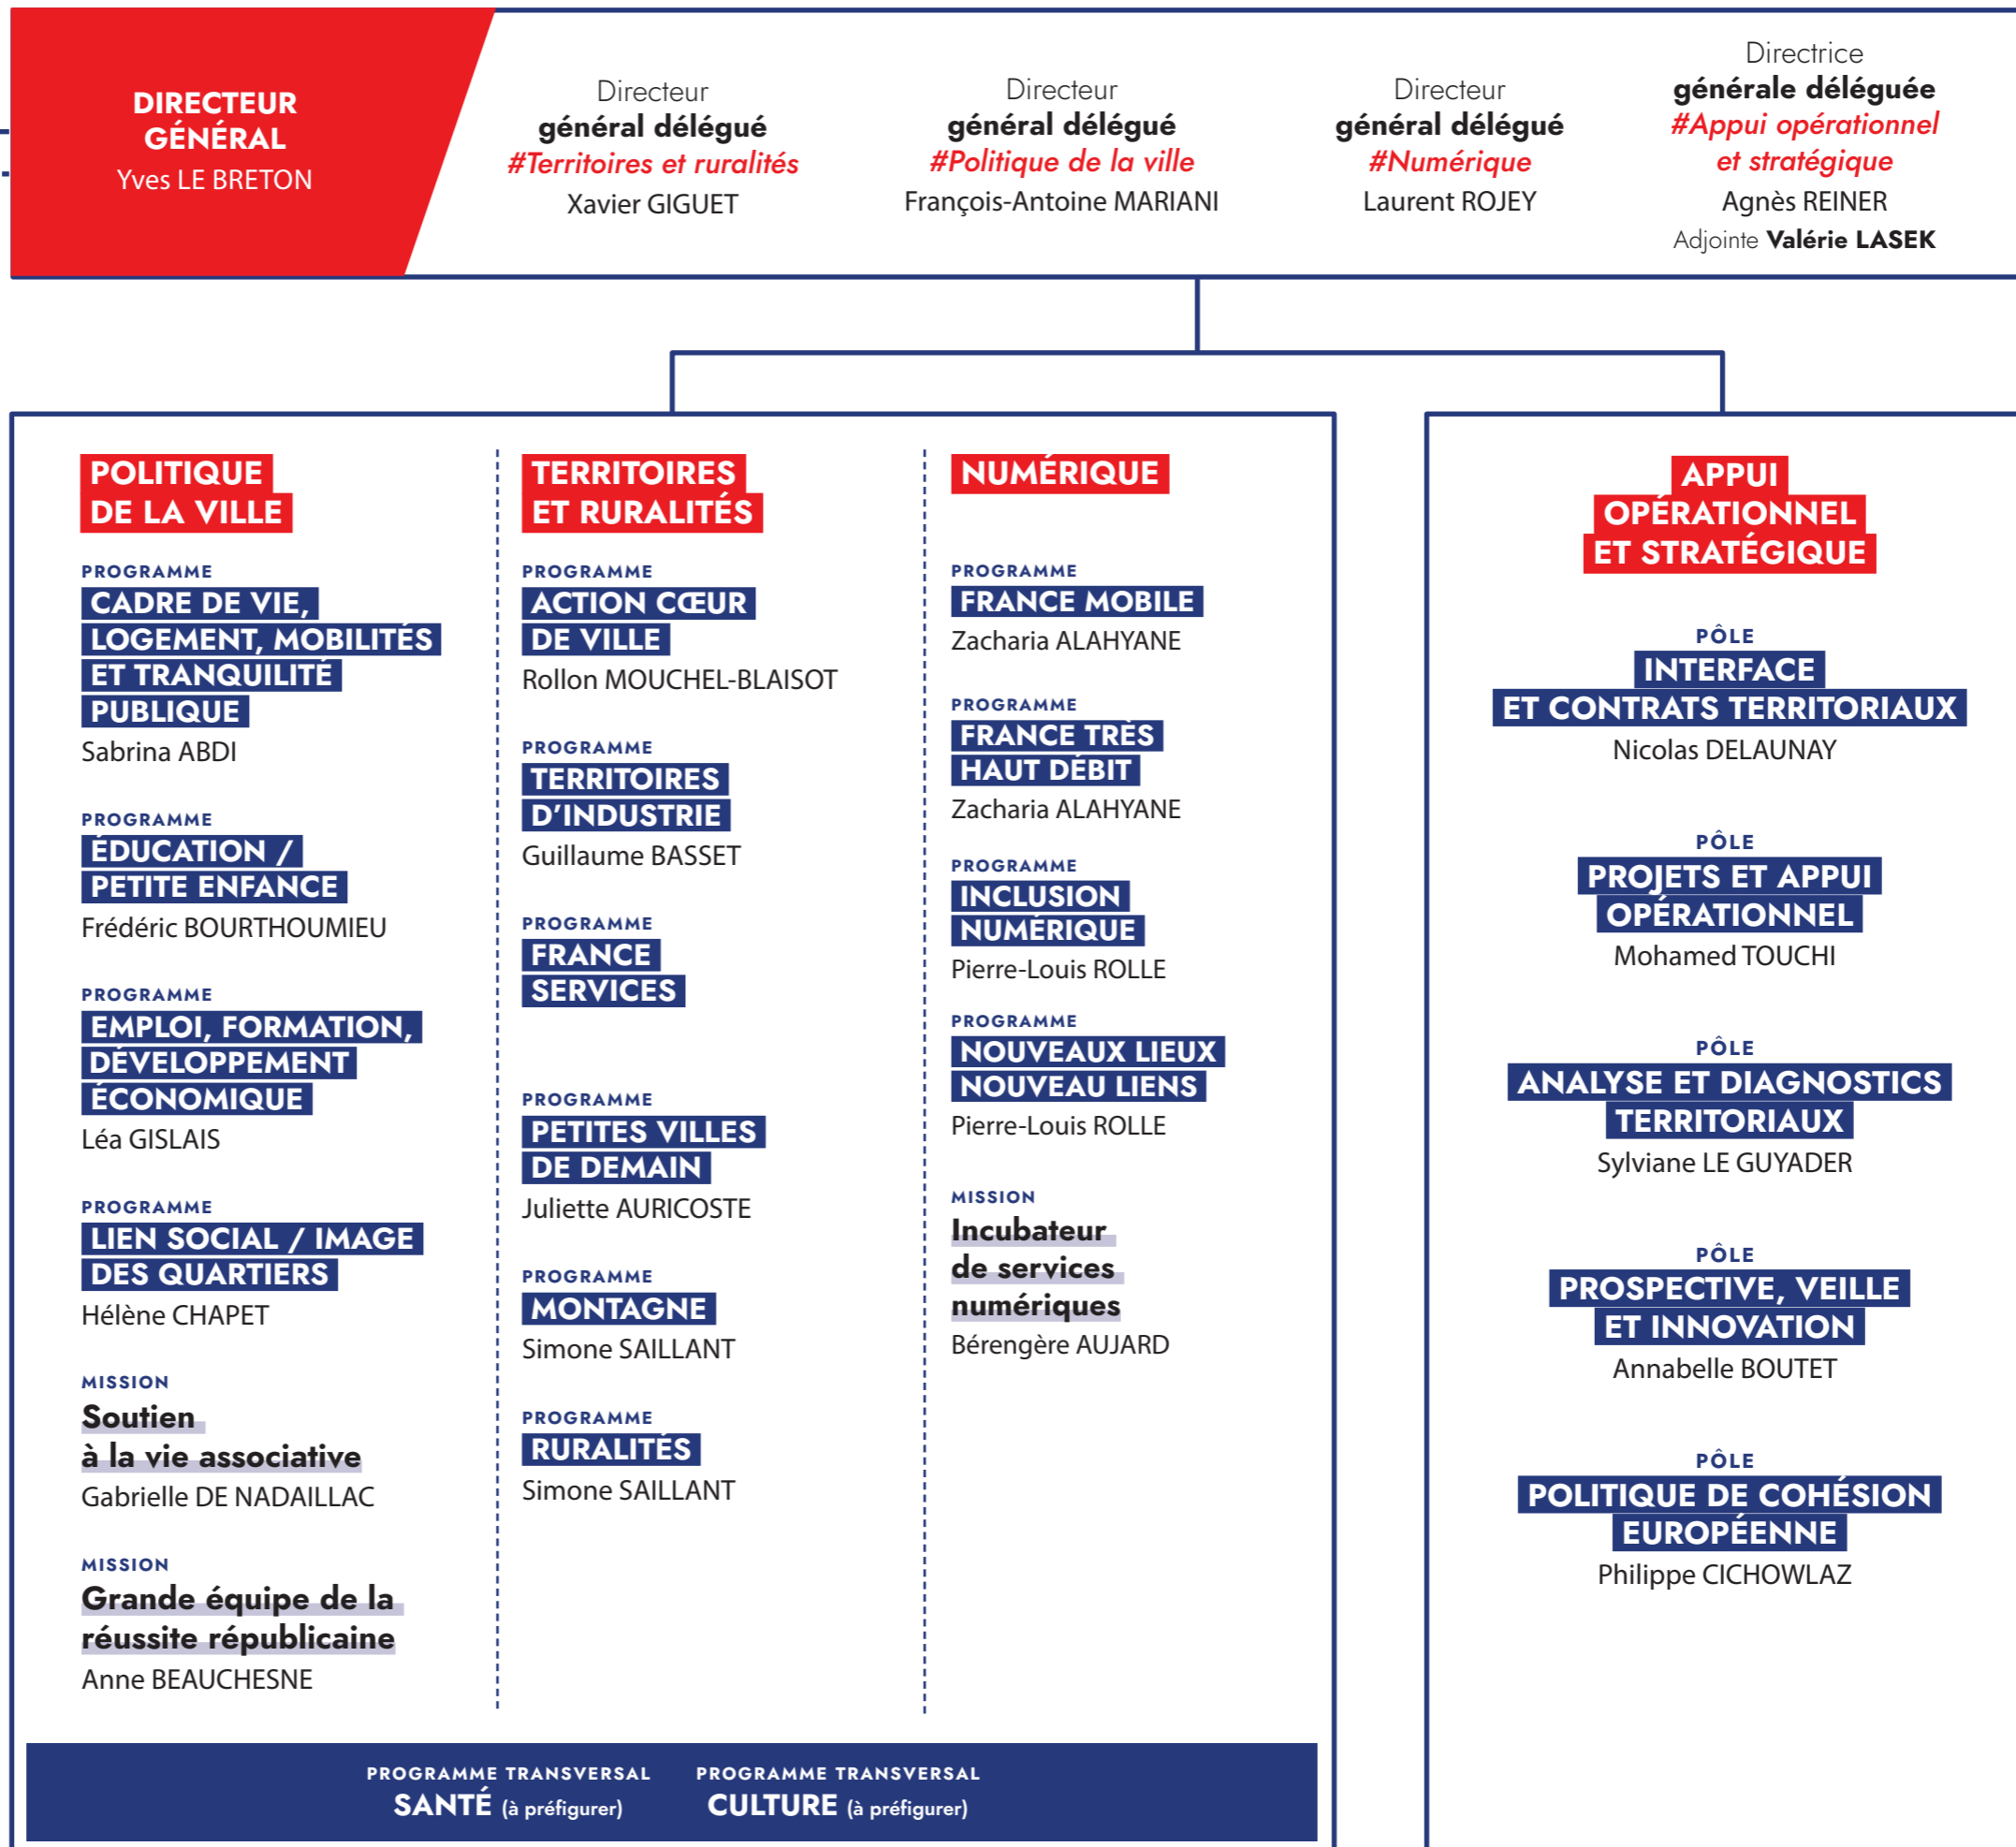 DIRECTEUR
GÉNÉRAL
Yves LE BRETON
Directeur
général délégué
#Territoires et ruralités
Xavier GIGUET
Directeur
général délégué
#Politique de la ville
François-Antoine MARIANI
Directeur
général délégué
#Numérique
Laurent ROJEY
Directrice
générale déléguée
#Appui opérationnel
et stratégique
Agnès REINER
Adjointe Valérie LASEK
POLITIQUE
DE LA VILLE
PROGRAMME
CADRE DE VIE,
LOGEMENT, MOBILITÉS
ET TRANQUILITÉ
PUBLIQUE
Sabrina ABDI
PROGRAMME
ÉDUCATION /
PETITE ENFANCE
Frédéric BOURTHOUMIEU
PROGRAMME
EMPLOI, FORMATION,
DÉVELOPPEMENT
ÉCONOMIQUE
Léa GISLAIS
PROGRAMME
LIEN SOCIAL / IMAGE
DES QUARTIERS
Hélène CHAPET
MISSION
Soutien
à la vie associative
Gabrielle DE NADAILLAC
MISSION
Grande équipe de la
réussite républicaine
Anne BEAUCHESNE
TERRITOIRES
ET RURALITÉS
PROGRAMME
ACTION CŒUR
DE VILLE
Rollon MOUCHEL-BLAISOT
PROGRAMME
TERRITOIRES
D'INDUSTRIE
Guillaume BASSET
PROGRAMME
FRANCE
SERVICES
PROGRAMME
PETITES VILLES
DE DEMAIN
Juliette AURICOSTE
PROGRAMME
MONTAGNE
Simone SAILLANT
PROGRAMME
RURALITÉS
Simone SAILLANT
NUMÉRIQUE
PROGRAMME
FRANCE MOBILE
Zacharia ALAHYANE
PROGRAMME
FRANCE TRÈS
HAUT DÉBIT
Zacharia ALAHYANE
PROGRAMME
INCLUSION
NUMÉRIQUE
Pierre-Louis ROLLE
PROGRAMME
NOUVEAUX LIEUX
NOUVEAU LIENS
Pierre-Louis ROLLE
MISSION
Incubateur
de services
numériques
Bérengère AUJARD
PROGRAMME TRANSVERSAL
SANTÉ (à préfigurer)
PROGRAMME TRANSVERSAL
CULTURE (à préfigurer)
APPUI
OPÉRATIONNEL
ET STRATÉGIQUE
PÔLE
INTERFACE
ET CONTRATS TERRITORIAUX
Nicolas DELAUNAY
PÔLE
PROJETS ET APPUI
OPÉRATIONNEL
Mohamed TOUCHI
PÔLE
ANALYSE ET DIAGNOSTICS
TERRITORIAUX
Sylviane LE GUYADER
PÔLE
PROSPECTIVE, VEILLE
ET INNOVATION
Annabelle BOUTET
PÔLE
POLITIQUE DE COHÉSION
EUROPÉENNE
Philippe CICHOWLAZ